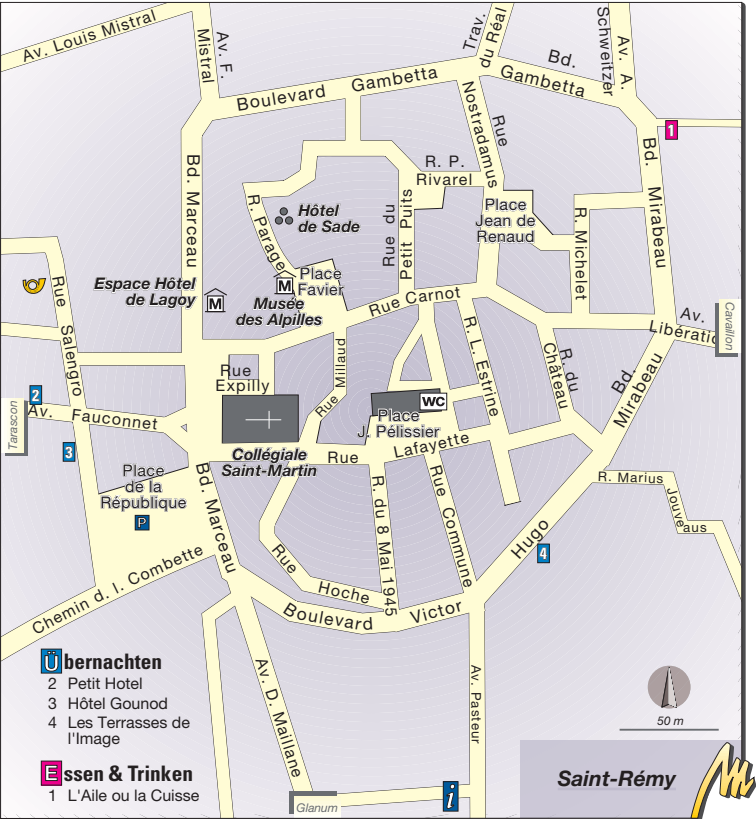 Av. Louis Mistral
Av. F.
Mistral
Trav.
du Réal
Bd.
Gambetta
Av. A.
Schweitzer
Boulevard Gambetta
1
Rue
Nostradamus
Bd. Mirabeau
Bd. Marceau
R. P.
Rivarel
R. Parage
Hôtel
de Sade
Rue du
Petit Puits
Place
Jean de
Renaud
R. Michelet
Espace Hôtel
de Lagoy
M
M
Place
Favier
Musée
des Alpilles
Rue Carnot
Rue Salengro
Av.
Libératio
Cavaillon
Rue
Expilly
Rue Millaud
R. L. Estrine
R. du
Château
Bd.
Mirabeau
2
Av. Fauconnet
Tarascon
3
WC
Place
J. Pélissier
Collégiale
Saint-Martin
Rue Lafayette
Place
de la
République
P
Bd. Marceau
R. du 8 Mai 1945
Rue Commune
R. Marius
Jouveaus
Hugo
4
Rue
Hoche
Chemin d. l. Combette
Boulevard Victor
Av. D. Maillane
Av. Pasteur
Übernachten
2 Petit Hotel
3 Hôtel Gounod
4 Les Terrasses de
l'Image
Essen & Trinken
1 L'Aile ou la Cuisse
Glanum
i
50 m
Saint-Rémy